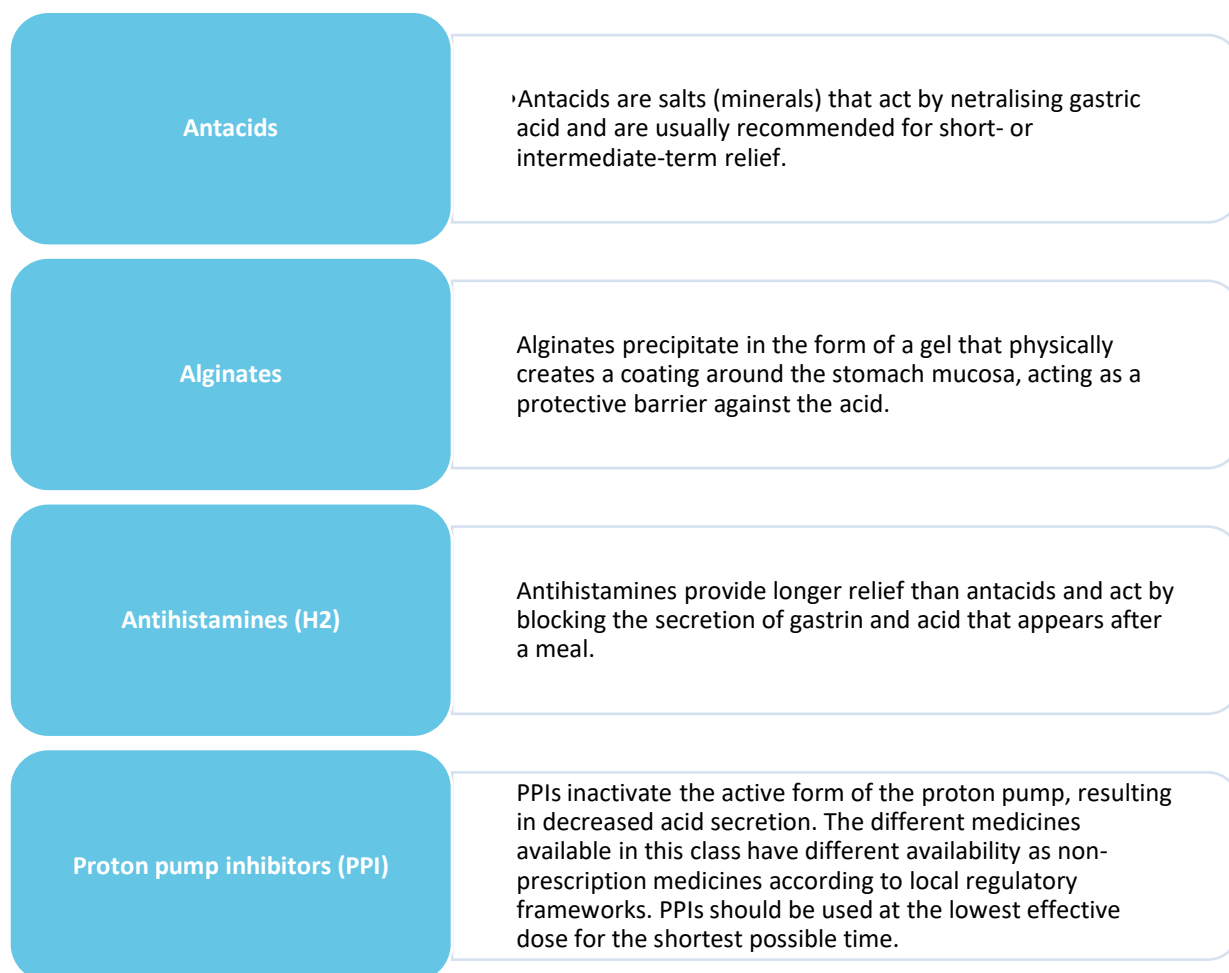 Antacids
•Antacids are salts (minerals) that act by netralising gastric
acid and are usually recommended for short- or
intermediate-term relief.
Alginates
Alginates precipitate in the form of a gel that physically
creates a coating around the stomach mucosa, acting as a
protective barrier against the acid.
Antihistamines (H2)
Antihistamines provide longer relief than antacids and act by
blocking the secretion of gastrin and acid that appears after
a meal.
Proton pump inhibitors (PPI)
PPIs inactivate the active form of the proton pump, resulting
in decreased acid secretion. The different medicines
available in this class have different availability as non-
prescription medicines according to local regulatory
frameworks. PPIs should be used at the lowest effective
dose for the shortest possible time.